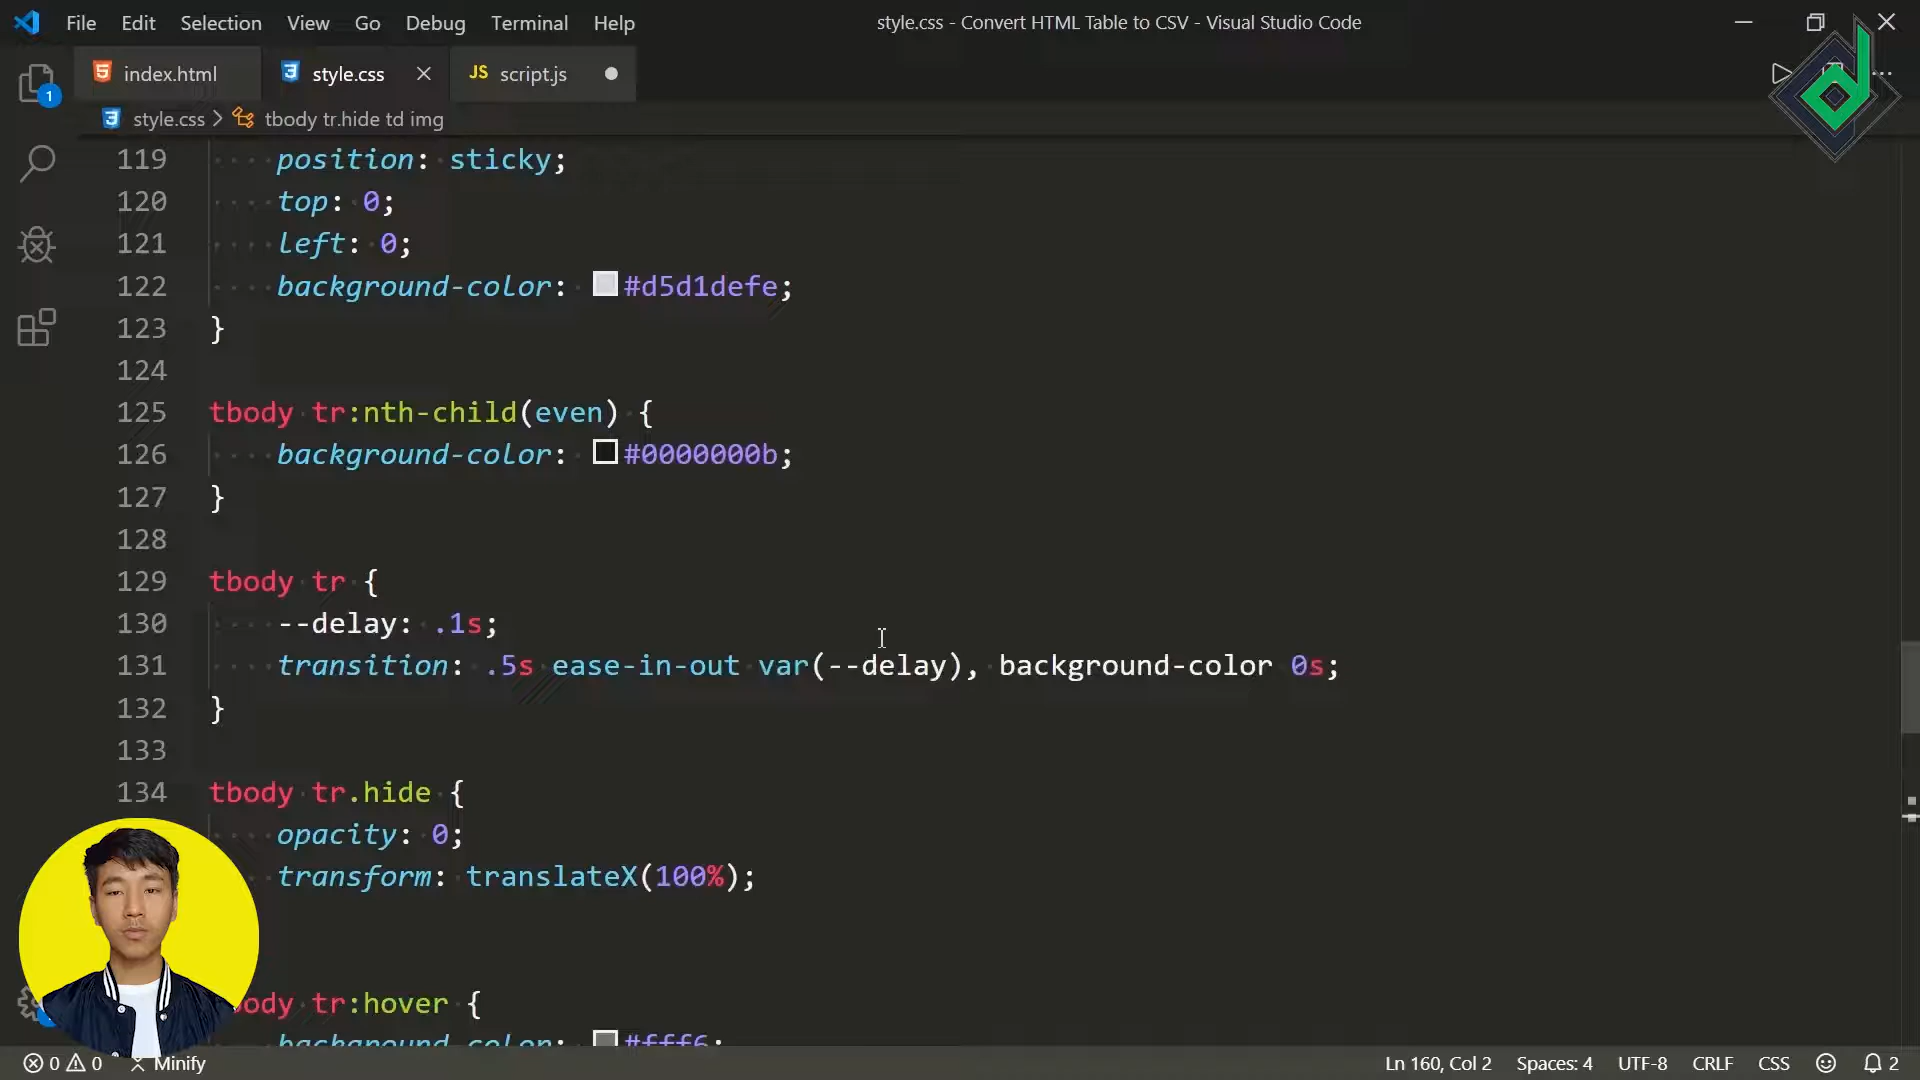 File Edit Selection View Go Debug Terminal Help style.css - Convert HTML Table to CSV - Visual Studio Code
index.html style.css JS script.js
1
style.css > tbody tr.hide td img
119 position: sticky;
120 top: 0;
121 left: 0;
122 background-color: #d5d1defe;
123 }
124
125 tbody tr:nth-child(even) {
126 background-color: #0000000b;
127 }
128
129 tbody tr {
130 --delay: .1s;
131 transition: .5s ease-in-out var(--delay), background-color 0s;
132 }
133
134 tbody tr.hide {
opacity: 0;
transform: translateX(100%);
body tr:hover {
background-color: #fff6;
0 0 Minify Ln 160, Col 2 Spaces: 4 UTF-8 CRLF CSS 2